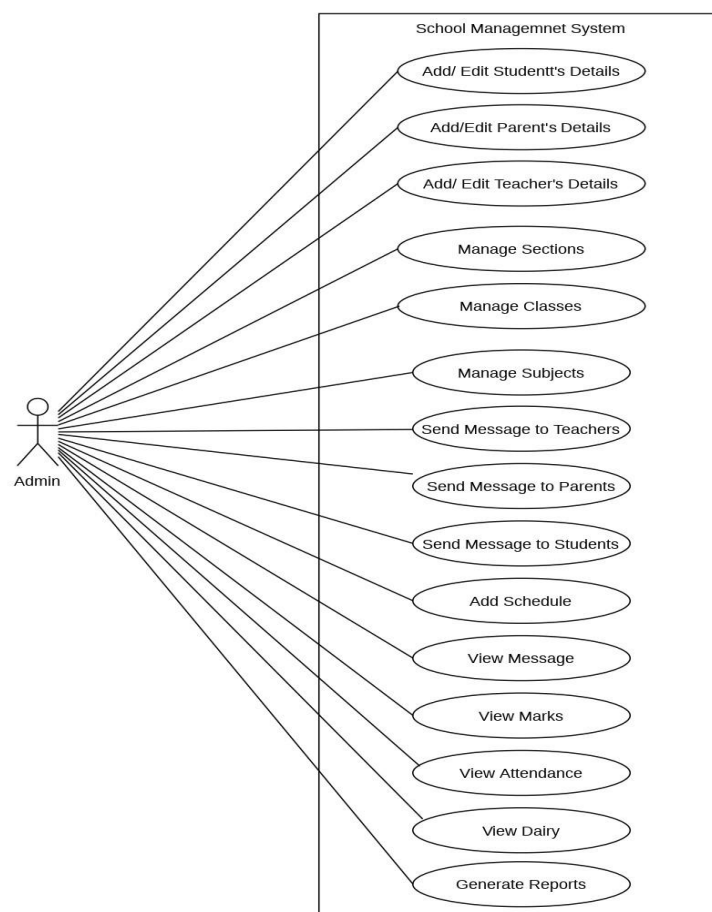 School Managemnet System
Add/ Edit Studentt's Details
Add/Edit Parent's Details
Add/ Edit Teacher's Details
Manage Sections
Manage Classes
Manage Subjects
Send Message to Teachers
Admin
Send Message to Parents
Send Message to Students
Add Schedule
View Message
View Marks
View Attendance
View Dairy
Generate Reports